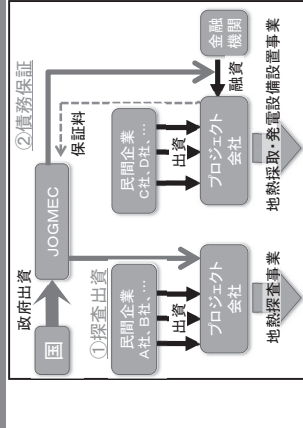 国
政府出資
JOGMEC
②債務保証
①探査出資
保証料
民間企業
A社、B社、…
出資
プロジェクト
会社
地熱探査事業
民間企業
C社、D社、…
出資
金融
機関
融資
プロジェクト
会社
地熱採取・発電設備設置事業